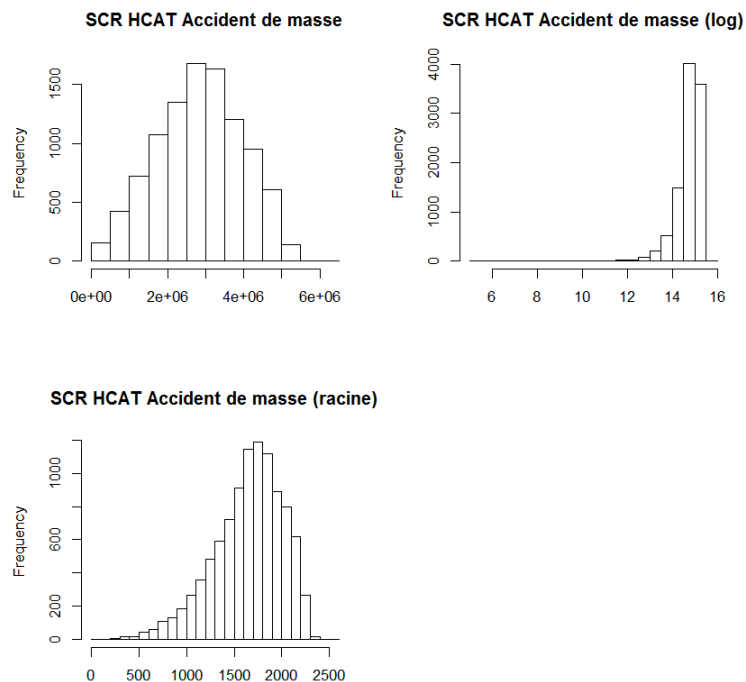 SCR HCAT Accident de masse
Frequency
0 500 1000 1500
0e+00 2e+06 4e+06 6e+06
SCR HCAT Accident de masse (log)
Frequency
0 1000 2000 3000 4000
6 8 10 12 14 16
SCR HCAT Accident de masse (racine)
Frequency
0 200 600 1000
0 500 1000 1500 2000 2500